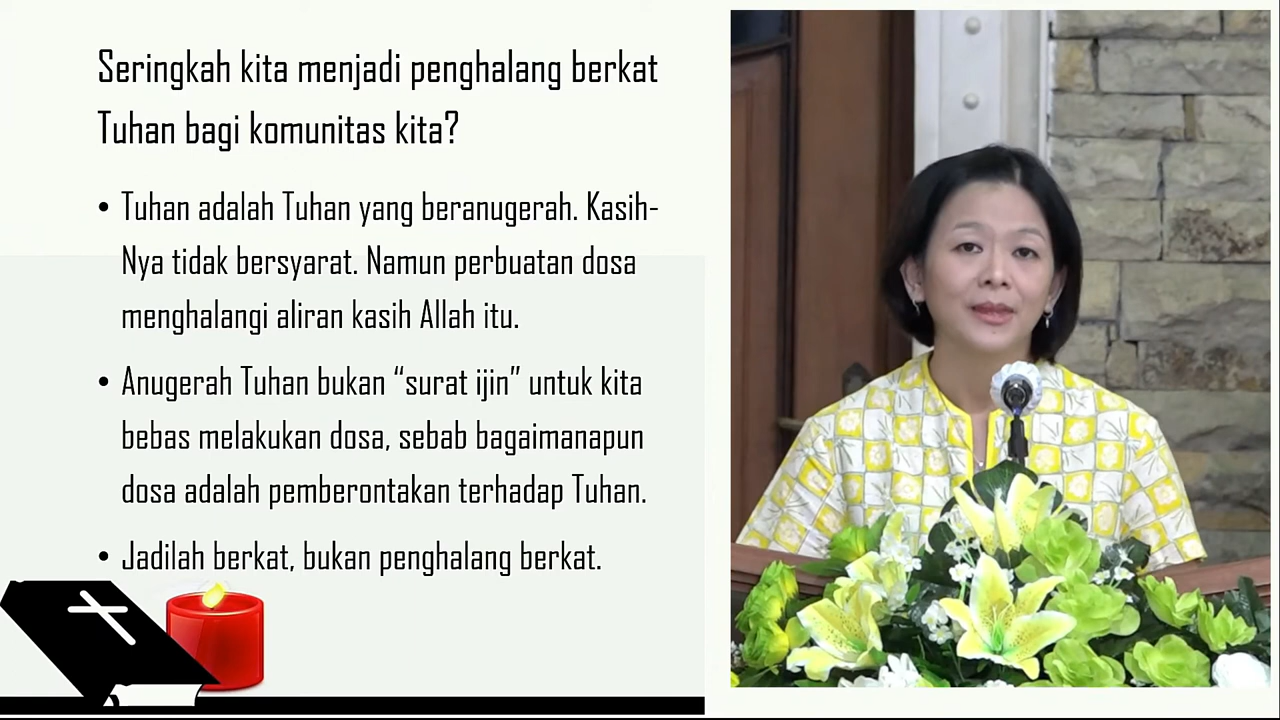 Seringkah kita menjadi penghalang berkat
Tuhan bagi komunitas kita?
• Tuhan adalah Tuhan yang beranugerah. Kasih-
Nya tidak bersyarat. Namun perbuatan dosa
menghalangi aliran kasih Allah itu.
• Anugerah Tuhan bukan “surat ijin” untuk kita
bebas melakukan dosa, sebab bagaimanapun
dosa adalah pemberontakan terhadap Tuhan.
• Jadilah berkat, bukan penghalang berkat.